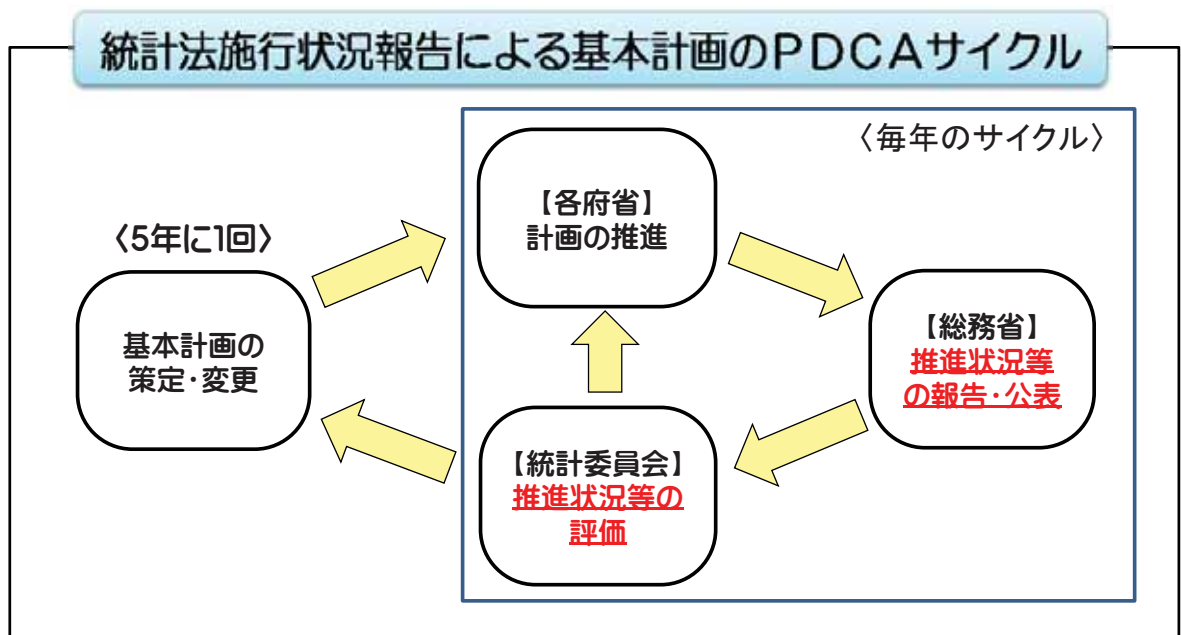 統計法施行状況報告による基本計画のPDCAサイクル
〈毎年のサイクル〉
【各府省】
計画の推進
〈5年に1回〉
基本計画の
策定・変更
【総務省】
推進状況等
の報告・公表
【統計委員会】
推進状況等の
評価